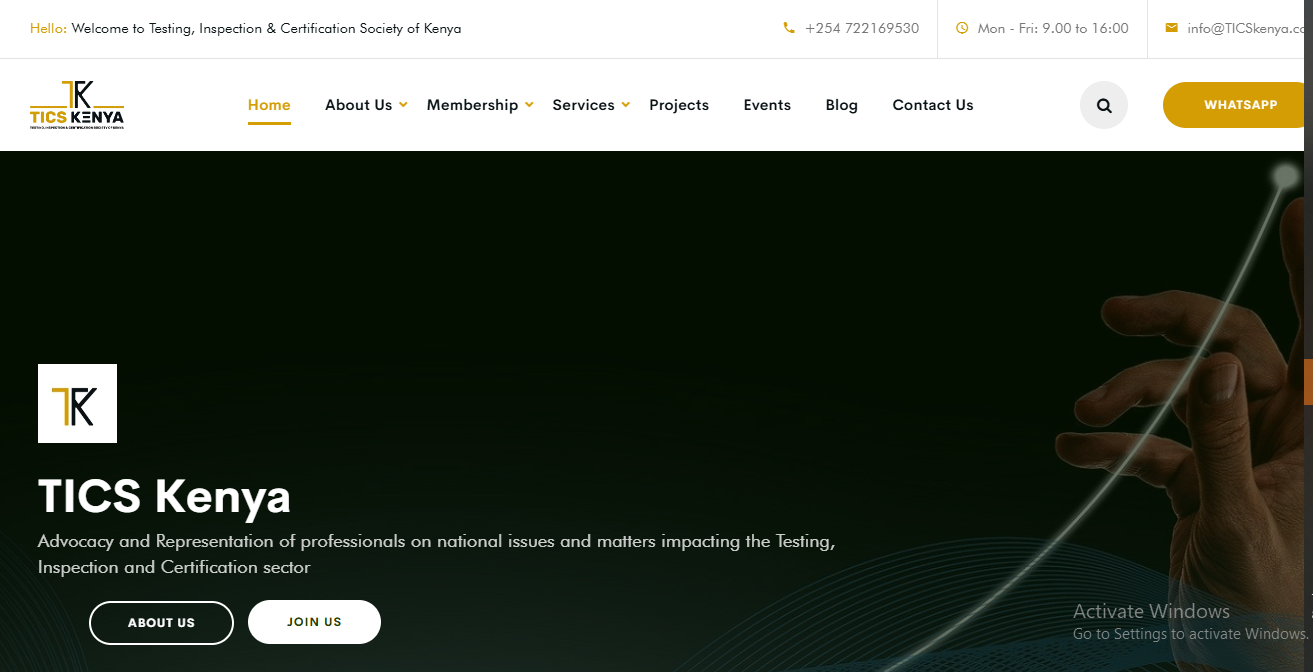 Hello: Welcome to Testing, Inspection & Certification Society of Kenya
+254 722169530
Mon - Fri: 9.00 to 16:00
info@TICSkenya.co
TK
TICS KENYA
TESTING, INSPECTION & CERTIFICATION SOCIETY OF KENYA
Home About Us Membership Services Projects Events Blog Contact Us
WHATSAPP
TK
TICS Kenya
Advocacy and Representation of professionals on national issues and matters impacting the Testing,
Inspection and Certification sector
ABOUT US JOIN US
Activate Windows
Go to Settings to activate Windows.